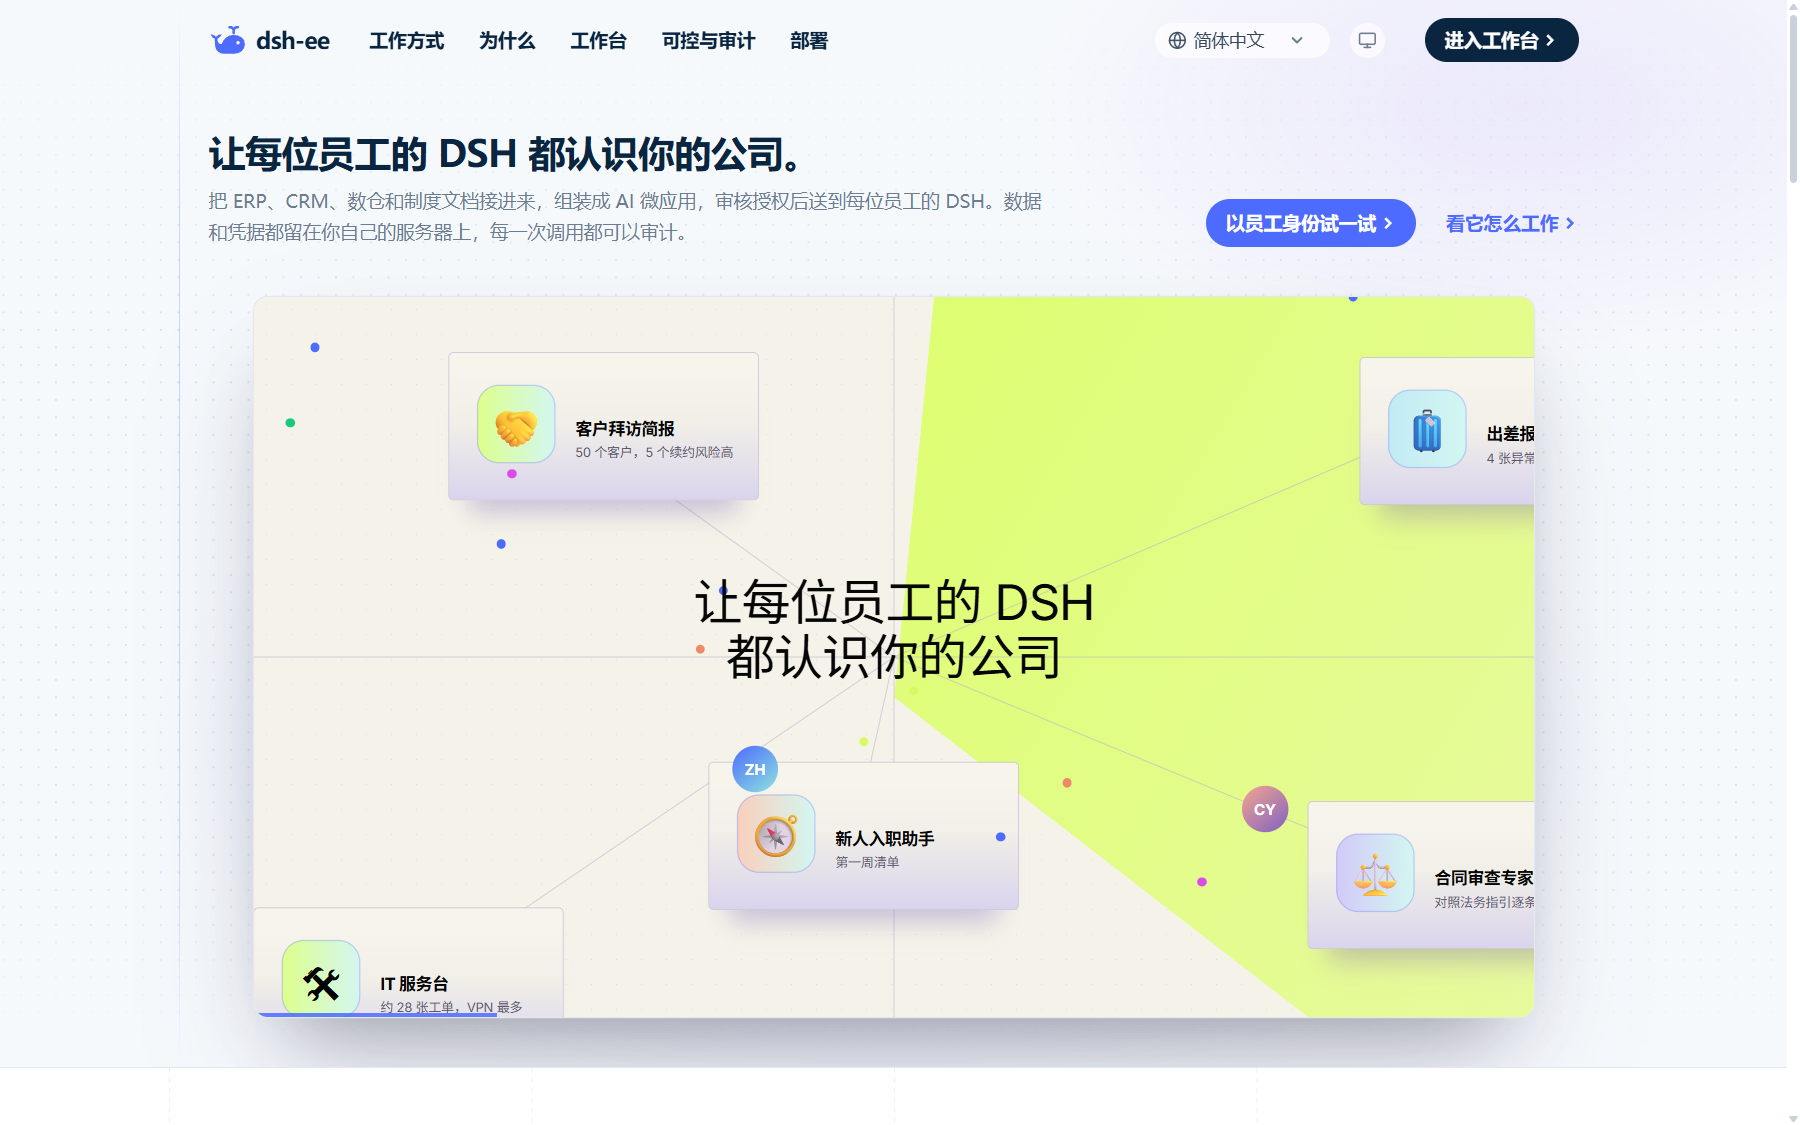 dsh-ee
工作方式
为什么
工作台
可控与审计
部署
简体中文
进入工作台
让每位员工的 DSH 都认识你的公司。
把 ERP、CRM、数仓和制度文档接进来，组装成 AI 微应用，审核授权后送到每位员工的 DSH。数据
和凭据都留在你自己的服务器上，每一次调用都可以审计。
以员工身份试一试
看它怎么工作
客户拜访简报
50 个客户，5 个续约风险高
出差报
4 张异常
让每位员工的 DSH
都认识你的公司
ZH
新人入职助手
第一周清单
CY
合同审查专家
对照法务指引逐条
IT 服务台
约 28 张工单，VPN 最多